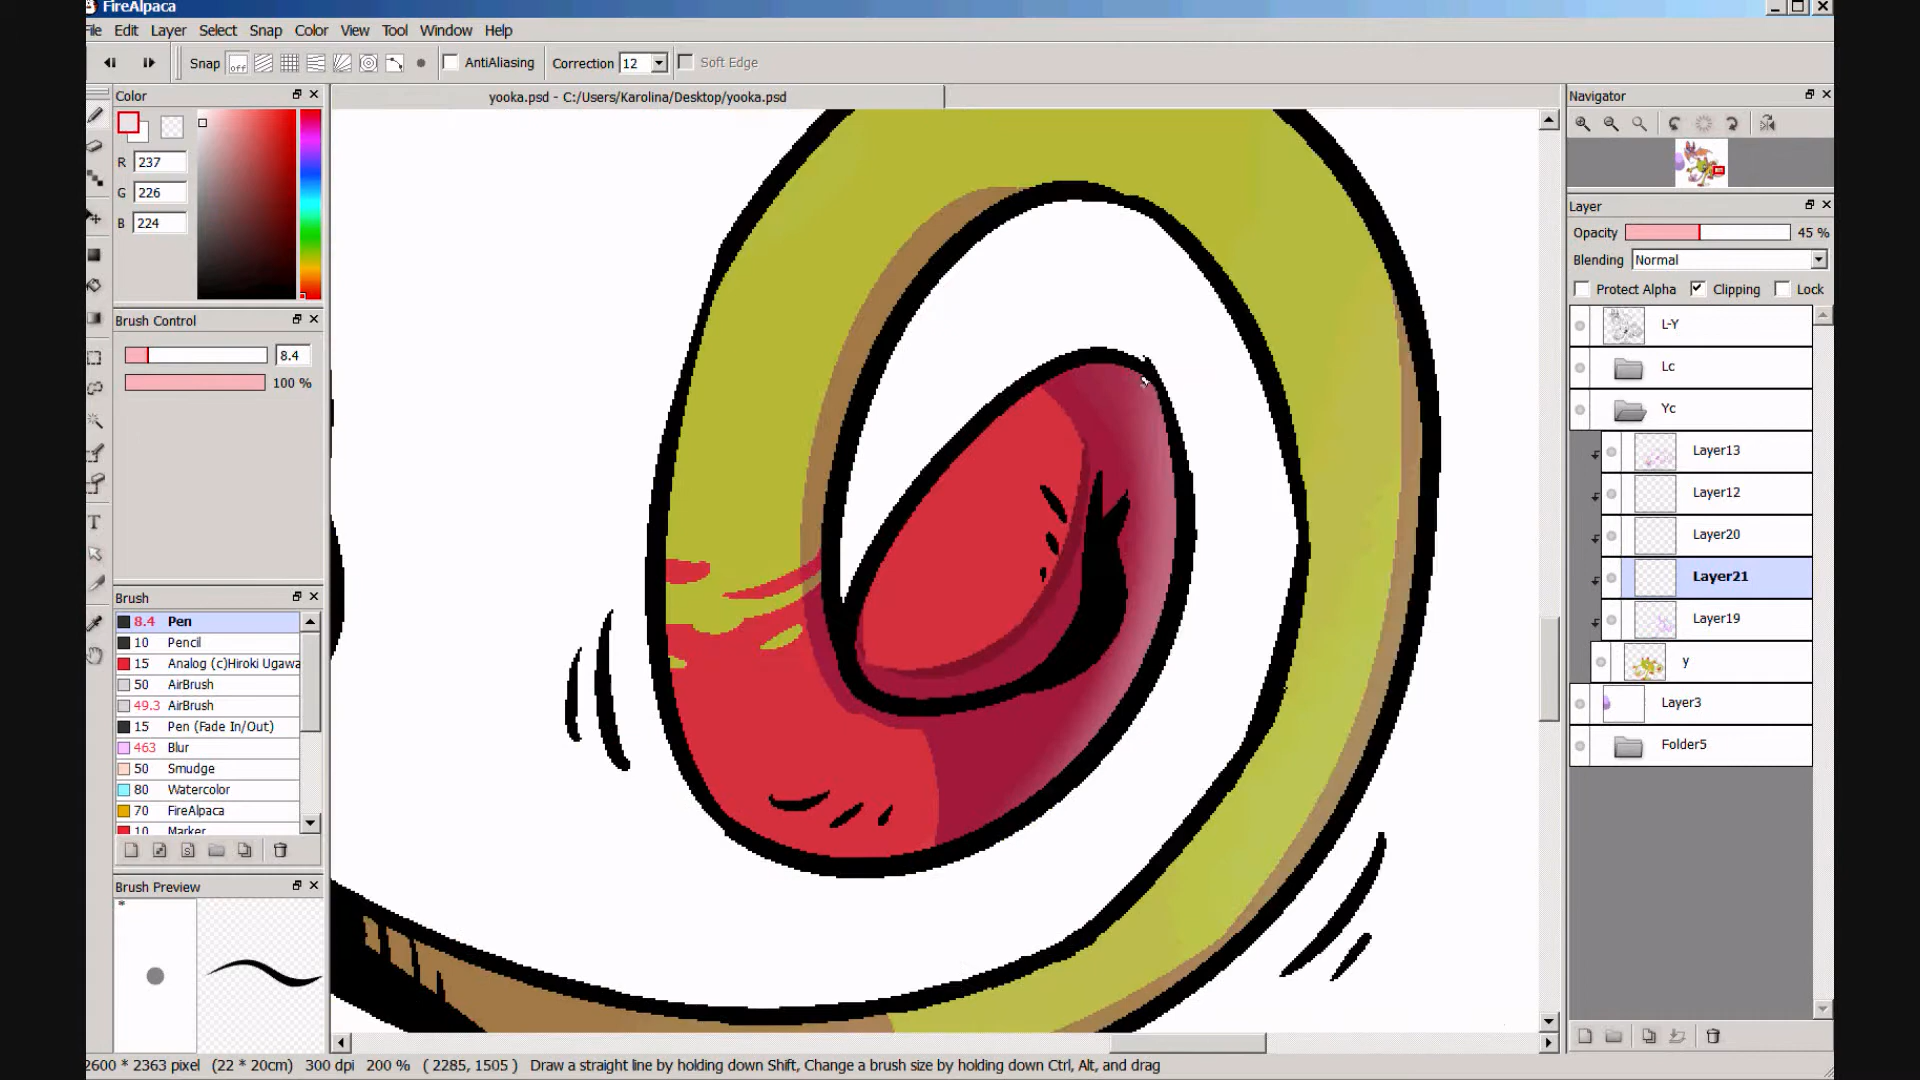 FireAlpaca
File Edit Layer Select Snap Color View Tool Window Help
Snap off AntiAliasing Correction 12 Soft Edge
Color
yooka.psd - C:/Users/Karolina/Desktop/yooka.psd
Navigator
R 237
G 226
B 224
Layer
Opacity 45 %
Blending Normal
Protect Alpha Clipping Lock
Brush Control
8.4
100 %
L-Y
Lc
Yc
Layer13
Layer12
Layer20
Layer21
Layer19
y
Layer3
Folder5
Brush
8.4 Pen
10 Pencil
15 Analog (c)Hiroki Ugawa
50 AirBrush
49.3 AirBrush
15 Pen (Fade In/Out)
463 Blur
50 Smudge
80 Watercolor
70 FireAlpaca
10 Marker
Brush Preview
*
2600 * 2363 pixel (22 * 20cm) 300 dpi 200 % ( 2285, 1505 ) Draw a straight line by holding down Shift, Change a brush size by holding down Ctrl, Alt, and drag